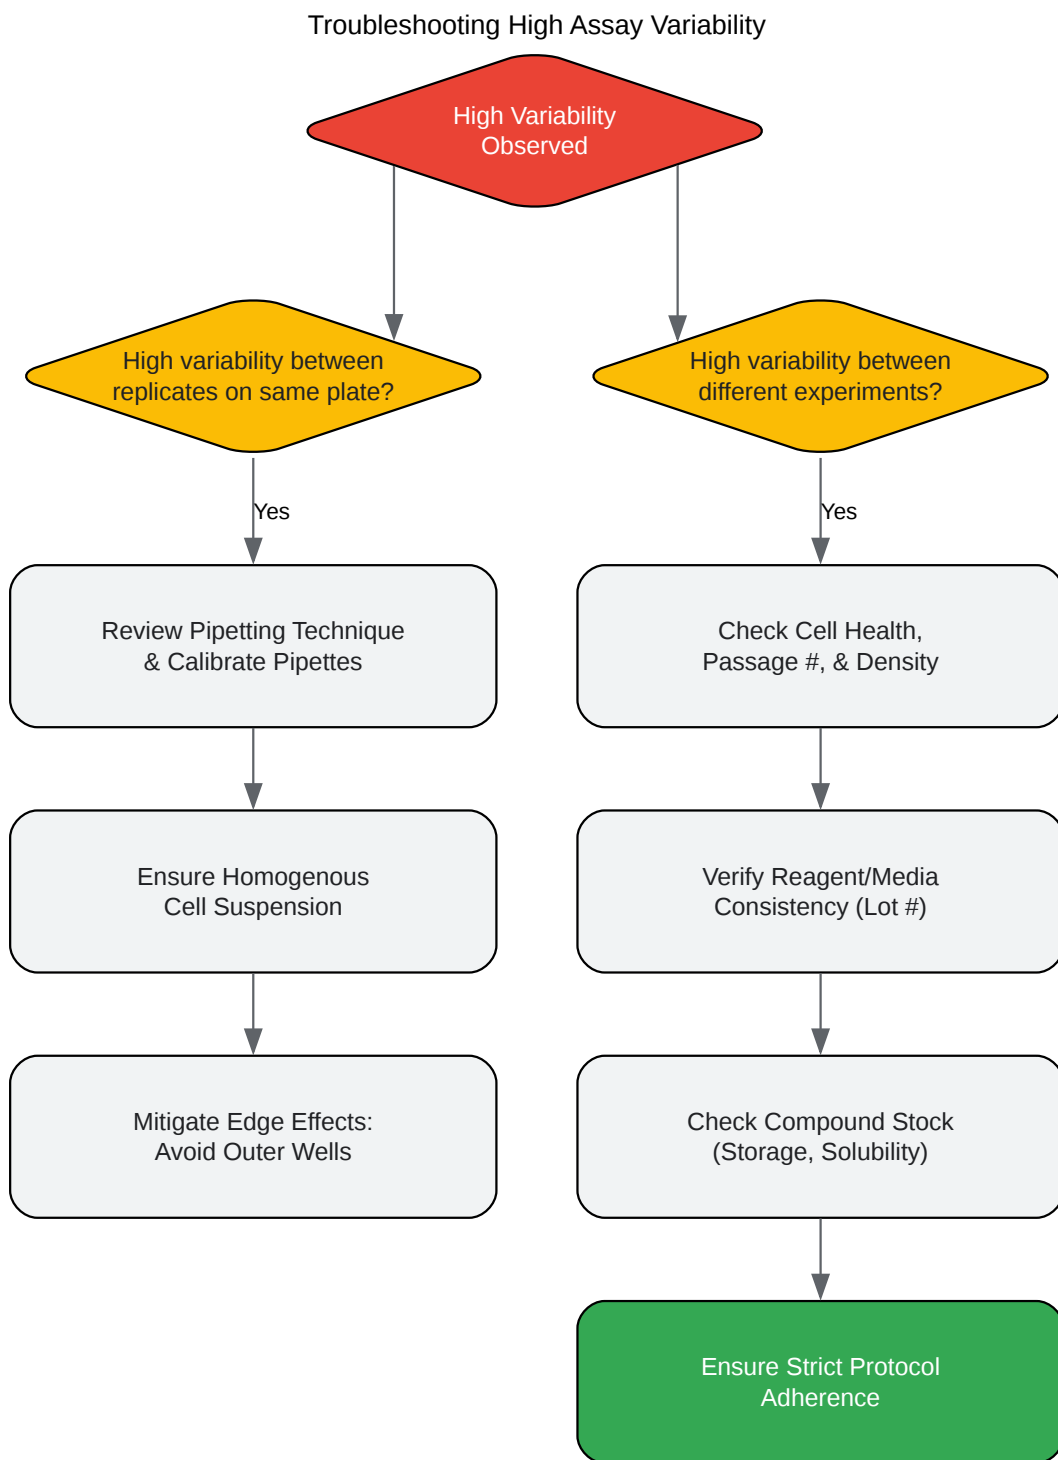 Troubleshooting High Assay Variability
High Variability
Observed
High variability between
replicates on same plate?
High variability between
different experiments?
Yes
Yes
Review Pipetting Technique
& Calibrate Pipettes
Check Cell Health,
Passage #, & Density
Ensure Homogenous
Cell Suspension
Verify Reagent/Media
Consistency (Lot #)
Mitigate Edge Effects:
Avoid Outer Wells
Check Compound Stock
(Storage, Solubility)
Ensure Strict Protocol
Adherence